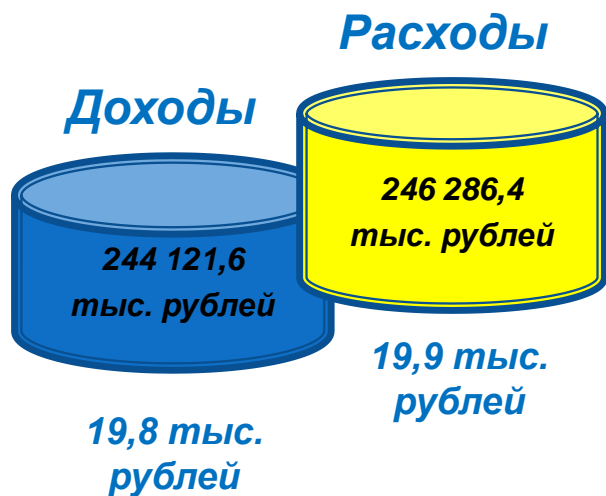 Расходы
Доходы
246 286,4
тыс. рублей
244 121,6
тыс. рублей
19,9 тыс.
рублей
19,8 тыс.
рублей